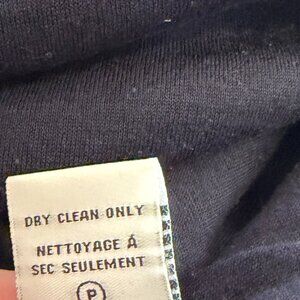 DRY CLEAN ONLY
NETTOYAGE À
SEC SEULEMENT
P